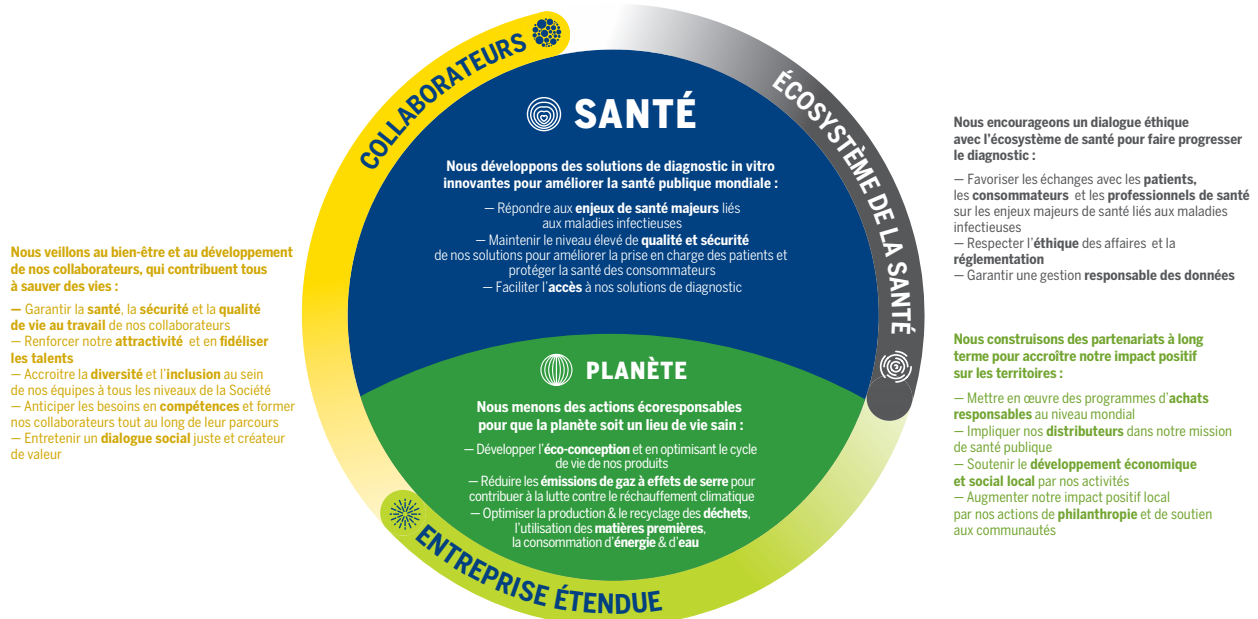 COLLABORATEURS
Nous veillons au bien-être et au développement
de nos collaborateurs, qui contribuent tous
à sauver des vies :
— Garantir la santé, la sécurité et la qualité
de vie au travail de nos collaborateurs
— Renforcer notre attractivité et en fidéliser
les talents
— Accroitre la diversité et l'inclusion au sein
de nos équipes à tous les niveaux de la Société
— Anticiper les besoins en compétences et former
nos collaborateurs tout au long de leur parcours
— Entretenir un dialogue social juste et créateur
de valeur
SANTÉ
Nous développons des solutions de diagnostic in vitro
innovantes pour améliorer la santé publique mondiale :
— Répondre aux enjeux de santé majeurs liés
aux maladies infectieuses
— Maintenir le niveau élevé de qualité et sécurité
de nos solutions pour améliorer la prise en charge des patients et
protéger la santé des consommateurs
— Faciliter l'accès à nos solutions de diagnostic
PLANÈTE
Nous menons des actions écoresponsables
pour que la planète soit un lieu de vie sain :
— Développer l'éco-conception et en optimisant le cycle
de vie de nos produits
— Réduire les émissions de gaz à effets de serre pour
contribuer à la lutte contre le réchauffement climatique
— Optimiser la production & le recyclage des déchets,
l'utilisation des matières premières,
la consommation d'énergie & d'eau
ÉCOSYSTÈME DE LA SANTÉ
Nous encourageons un dialogue éthique
avec l'écosystème de santé pour faire progresser
le diagnostic :
— Favoriser les échanges avec les patients,
les consommateurs et les professionnels de santé
sur les enjeux majeurs de santé liés aux maladies
infectieuses
— Respecter l'éthique des affaires et la
réglementation
— Garantir une gestion responsable des données
ENTREPRISE ÉTENDUE
Nous construisons des partenariats à long
terme pour accroître notre impact positif
sur les territoires :
— Mettre en œuvre des programmes d'achats
responsables au niveau mondial
— Impliquer nos distributeurs dans notre mission
de santé publique
— Soutenir le développement économique
et social local par nos activités
— Augmenter notre impact positif local
par nos actions de philanthropie et de soutien
aux communautés